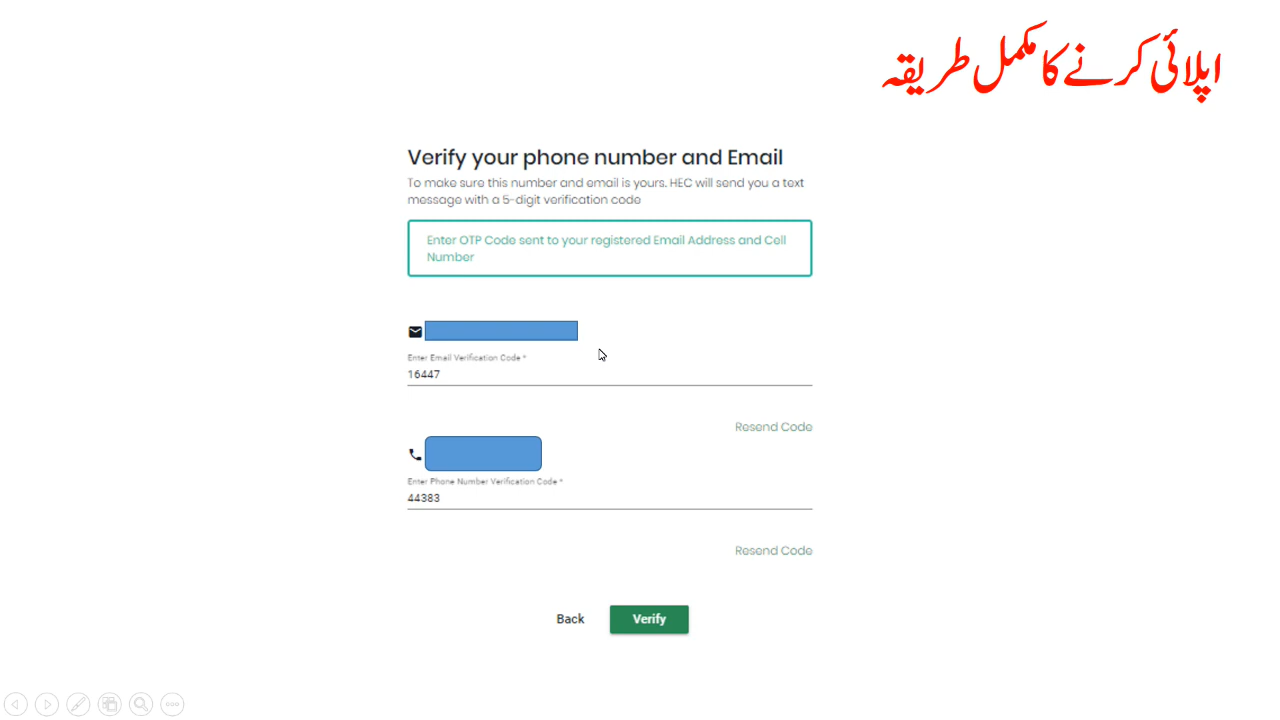 اپلائی کرنے کا مکمل طریقہ
Verify your phone number and Email
To make sure this number and email is yours. HEC will send you a text
message with a 5-digit verification code
Enter OTP Code sent to your registered Email Address and Cell
Number
Enter Email Verification Code *
16447
Resend Code
Enter Phone Number Verification Code *
44383
Resend Code
Back
Verify